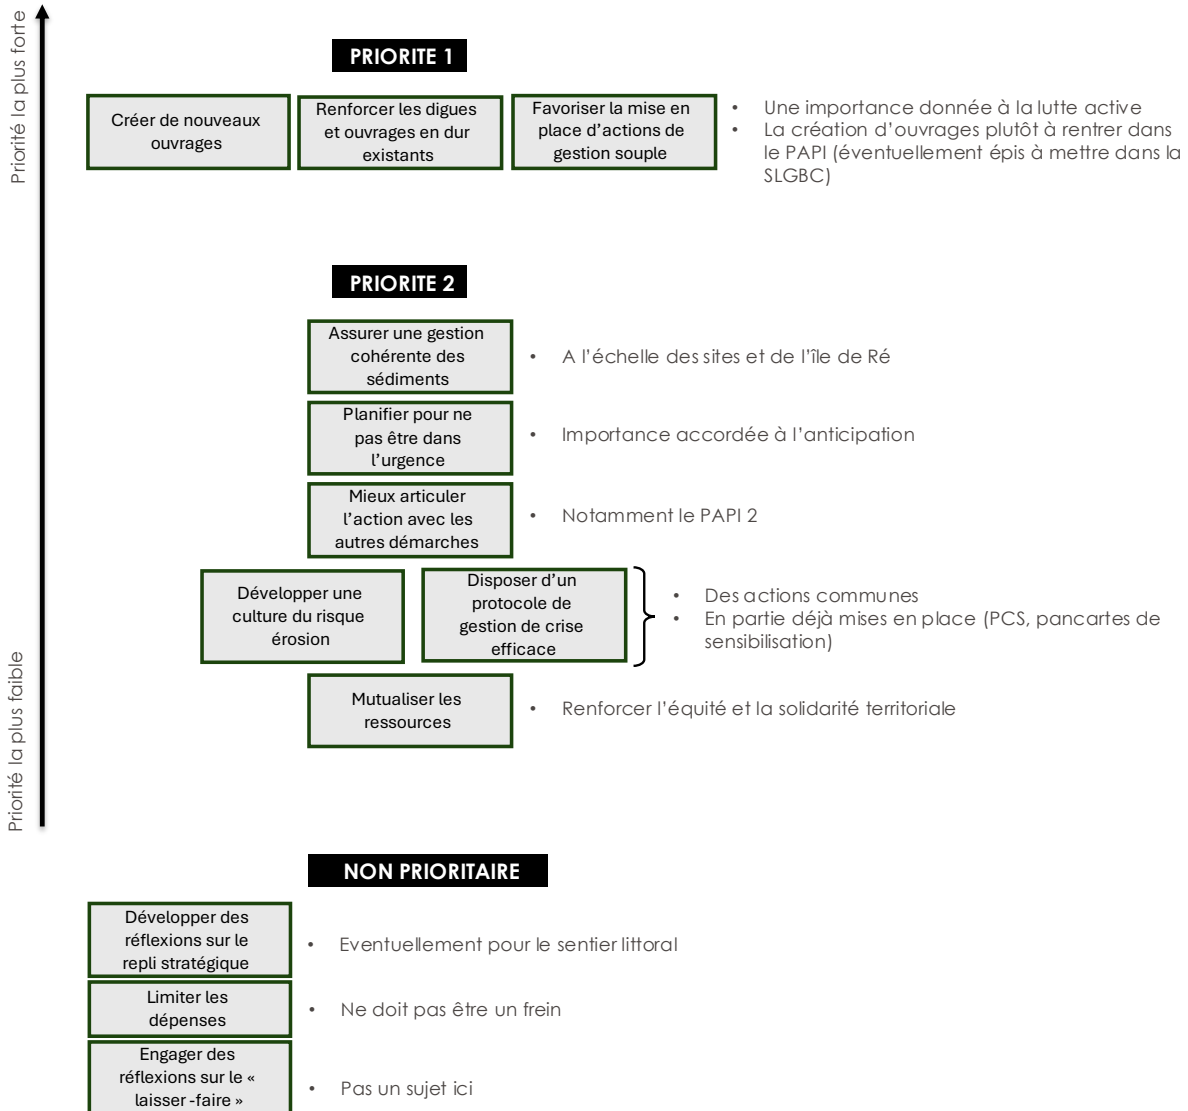 Priorité la plus forte
PRIORITE 1
Créer de nouveaux
ouvrages
Renforcer les digues
et ouvrages en dur
existants
Favoriser la mise en
place d'actions de
gestion souple
• Une importance donnée à la lutte active
• La création d'ouvrages plutôt à rentrer dans
le PAPI (éventuellement épis à mettre dans la
SLGBC)
PRIORITE 2
Assurer une gestion
cohérente des
sédiments
• A l'échelle des sites et de l'île de Ré
Planifier pour ne
pas être dans
l'urgence
• Importance accordée à l'anticipation
Mieux articuler
l'action avec les
autres démarches
• Notamment le PAPI 2
Développer une
culture du risque
érosion
Disposer d'un
protocole de
gestion de crise
efficace
• Des actions communes
• En partie déjà mises en place (PCS, pancartes de
sensibilisation)
Mutualiser les
ressources
• Renforcer l'équité et la solidarité territoriale
Priorité la plus faible
NON PRIORITAIRE
Développer des
réflexions sur le
repli stratégique
• Eventuellement pour le sentier littoral
Limiter les
dépenses
• Ne doit pas être un frein
Engager des
réflexions sur le «
laisser -faire »
• Pas un sujet ici